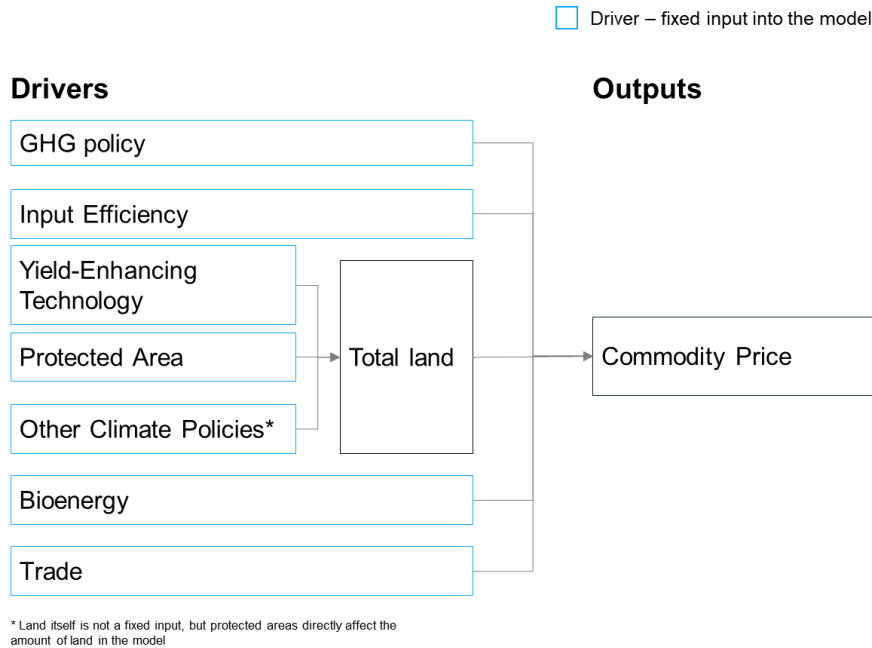 Driver – fixed input into the model
Drivers
Outputs
GHG policy
Input Efficiency
Yield-Enhancing
Technology
Protected Area
Total land
Commodity Price
Other Climate Policies*
Bioenergy
Trade
* Land itself is not a fixed input, but protected areas directly affect the
amount of land in the model